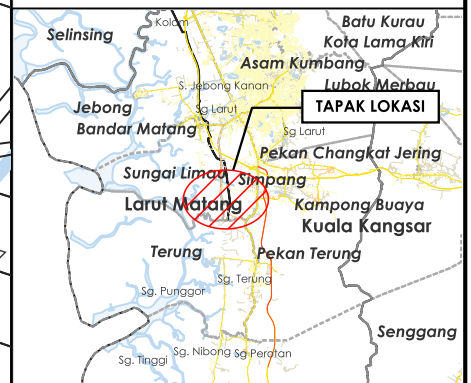 Kolam
Batu Kurau
Selinsing
Kota Lama Kiri
Asam Kumbang
S. Jebong Kanan
Lubok Merbau
Jebong
Sg Larut
TAPAK LOKASI
Bandar Matang
Sg Larut
Pekan Changkat Jering
Sungai Limau
Simpang
Larut Matang
Kampong Buaya
Kuala Kangsar
Terung
Pekan Terung
Sg. Terung
Sg. Punggor
Senggang
Sg. Nibong
Sg Peratan
Sg. Tinggi